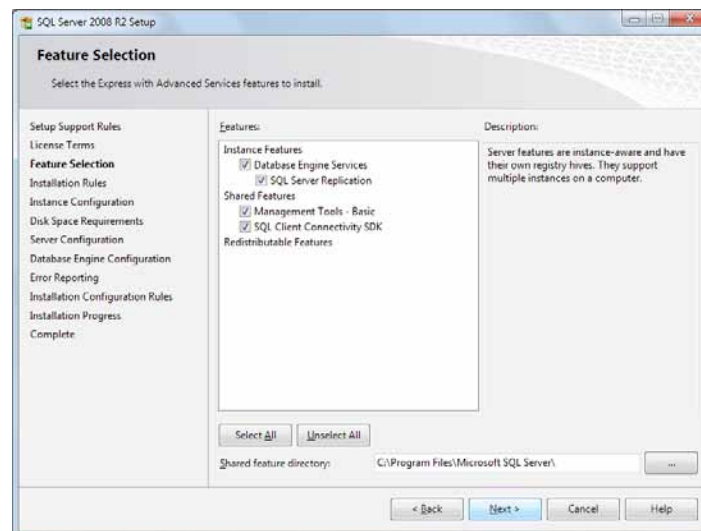 SQL Server 2008 R2 Setup
Feature Selection
Select the Express with Advanced Services features to install.
Setup Support Rules
License Terms
Feature Selection
Installation Rules
Instance Configuration
Disk Space Requirements
Server Configuration
Database Engine Configuration
Error Reporting
Installation Configuration Rules
Installation Progress
Complete
Features:
Instance Features
Database Engine Services
SQL Server Replication
Shared Features
Management Tools - Basic
SQL Client Connectivity SDK
Redistributable Features
Description:
Server features are instance-aware and have
their own registry hives. They support
multiple instances on a computer.
Select All
Unselect All
Shared feature directory:
C:\Program Files\Microsoft SQL Server\
...
< Back
Next >
Cancel
Help